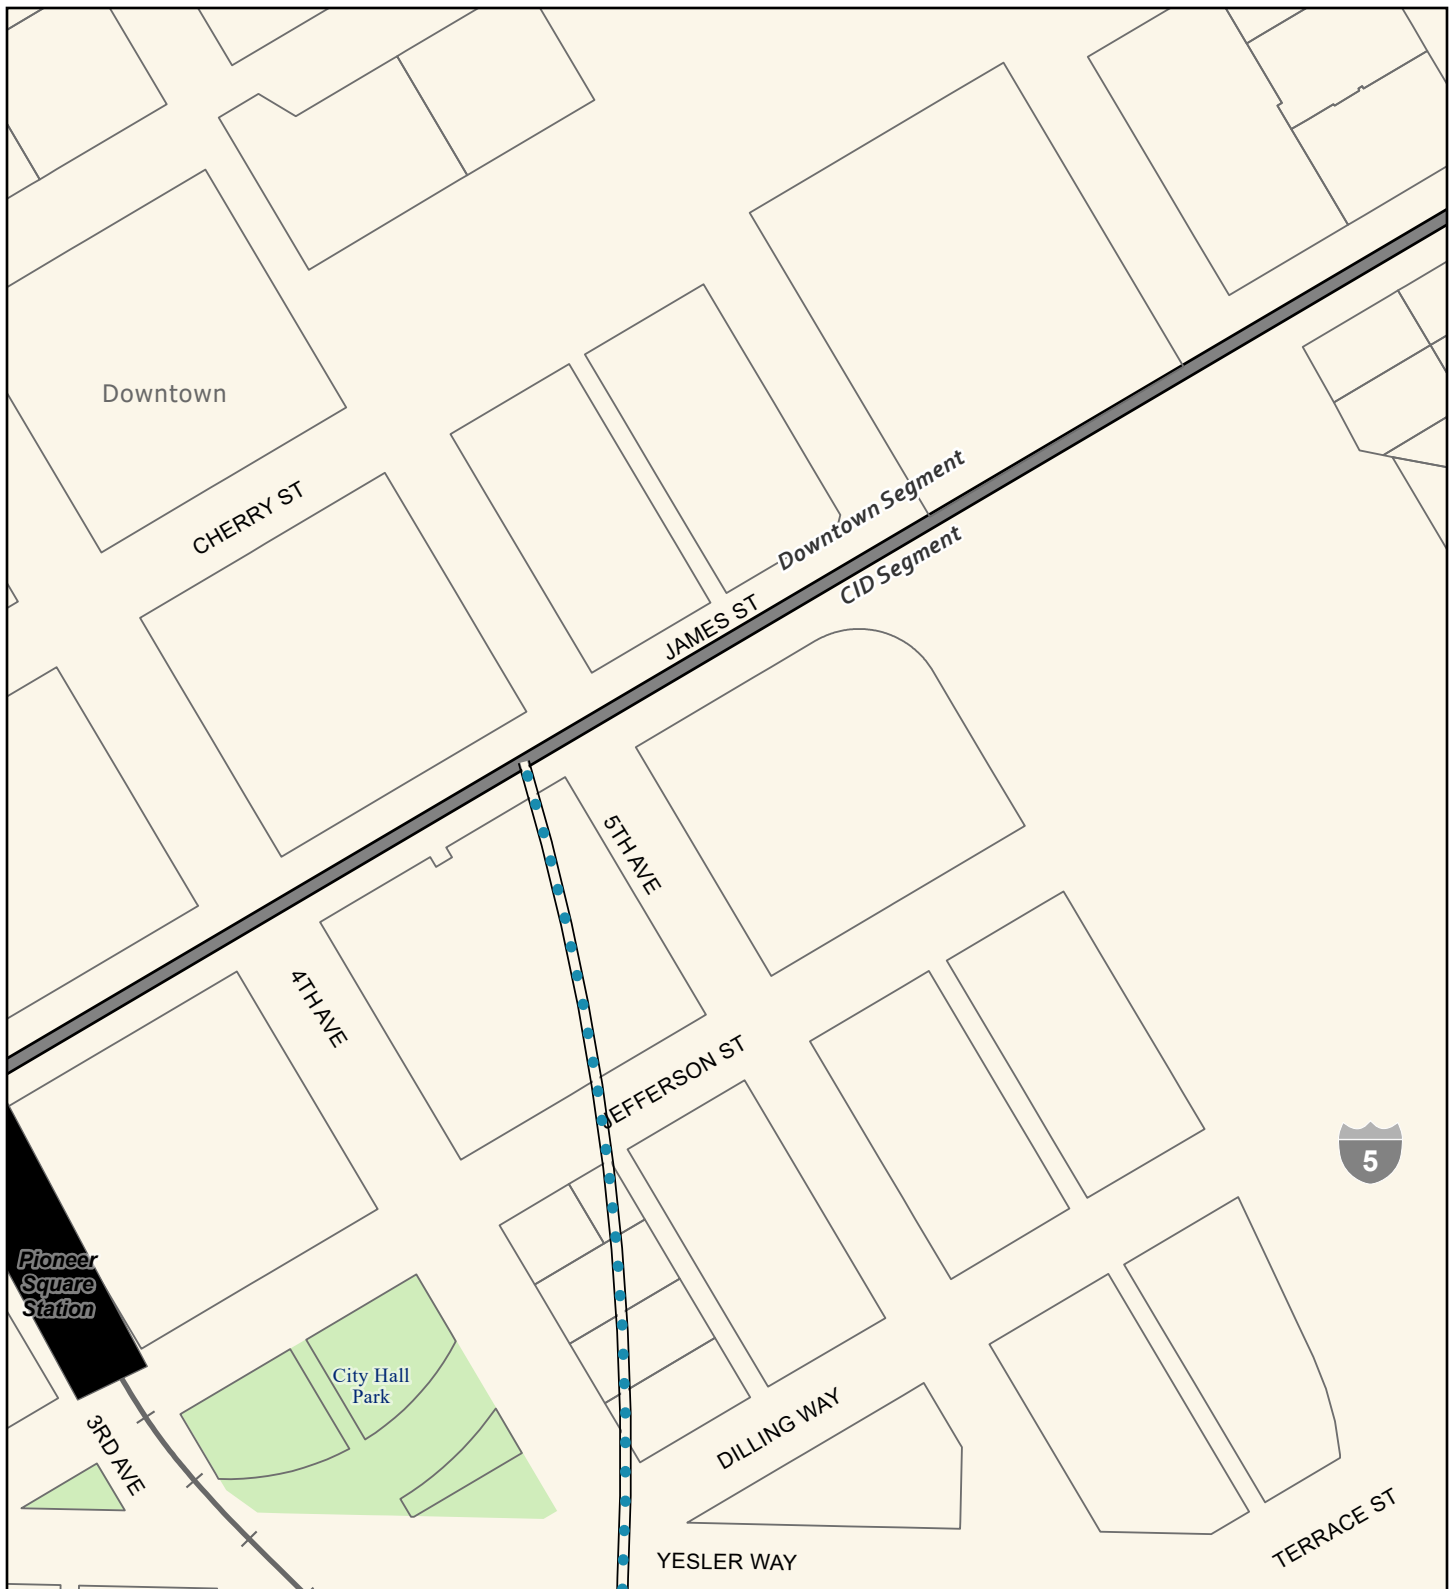 Downtown
CHERRY ST
Downtown Segment
CID Segment
JAMES ST
5TH AVE
4TH AVE
JEFFERSON ST
5
Pioneer
Square
Station
City Hall
Park
3RD AVE
DILLING WAY
TERRACE ST
YESLER WAY